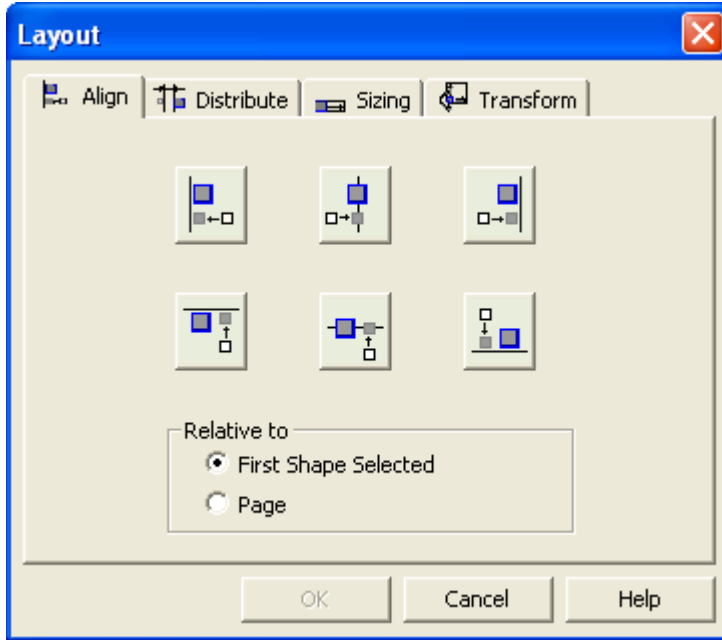 Layout
Align Distribute Sizing Transform
Relative to
First Shape Selected
Page
OK Cancel Help